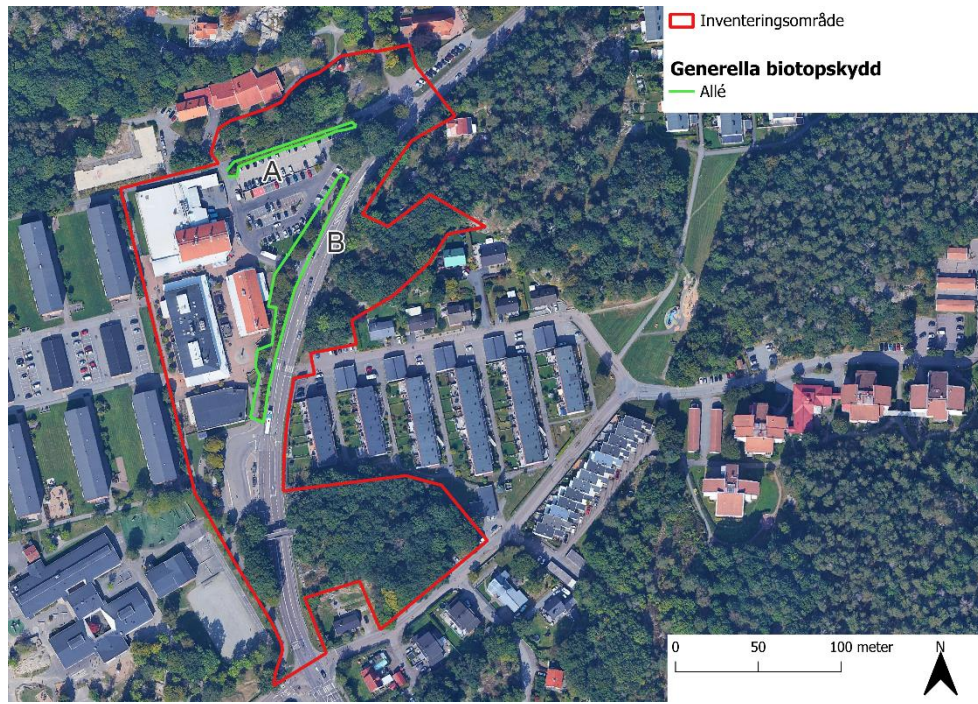 Inventeringsområde
Generella biotopskydd
Allé
A
B
0 50 100 meter
N